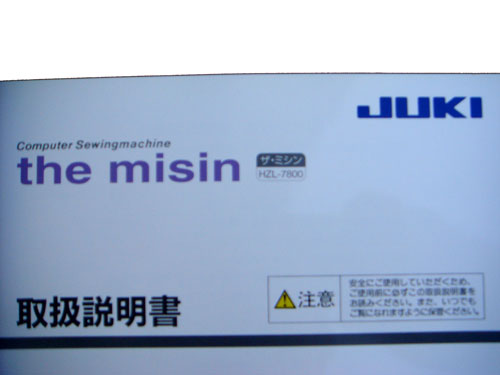 JUKI
Computer Sewingmachine
the misin
ザ・ミシン
HZL-7800
取扱説明書
注意
安全にご使用していただくため、
ご使用前に必ずこの取扱説明書を
お読みください。また、いつでも
ご覧になれますように保管ください。